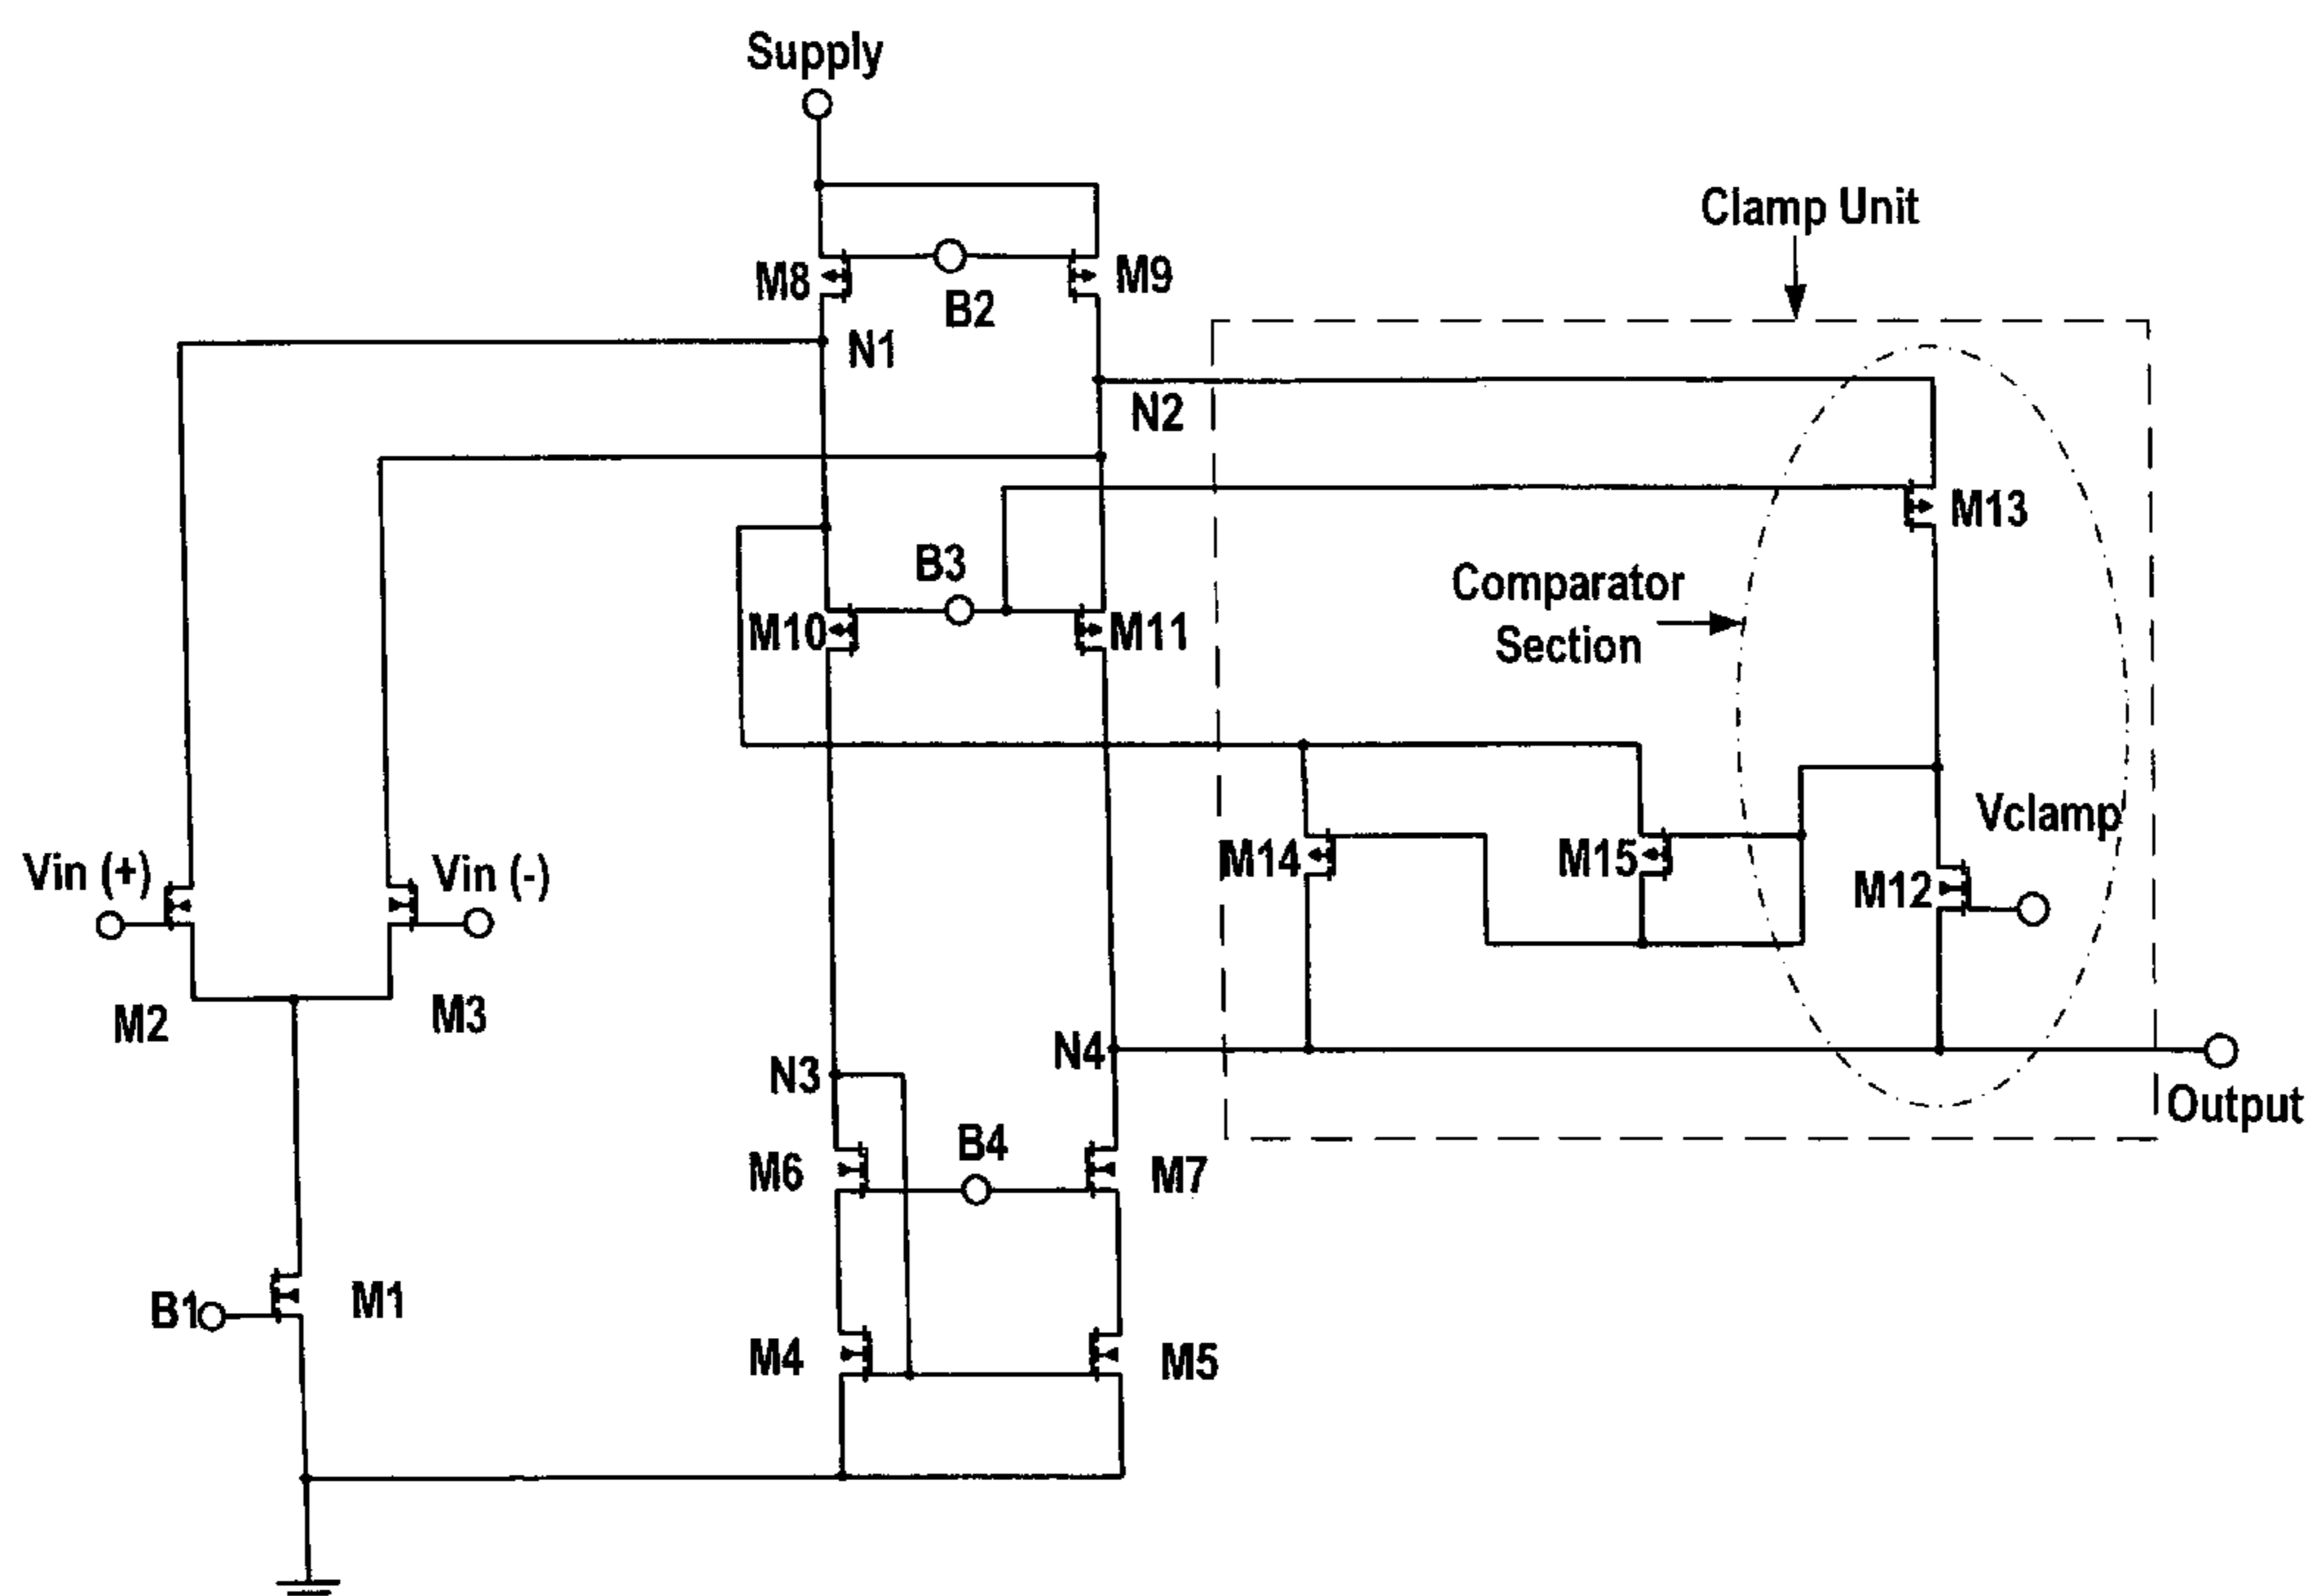 Supply
Clamp Unit
M8
B2
M9
N1
N2
M13
B3
M10
M11
Comparator
Section
Vclamp
M14
M15
M12
Vin (+)
Vin (-)
M2
M3
N3
N4
Output
M6
B4
M7
B1
M1
M4
M5